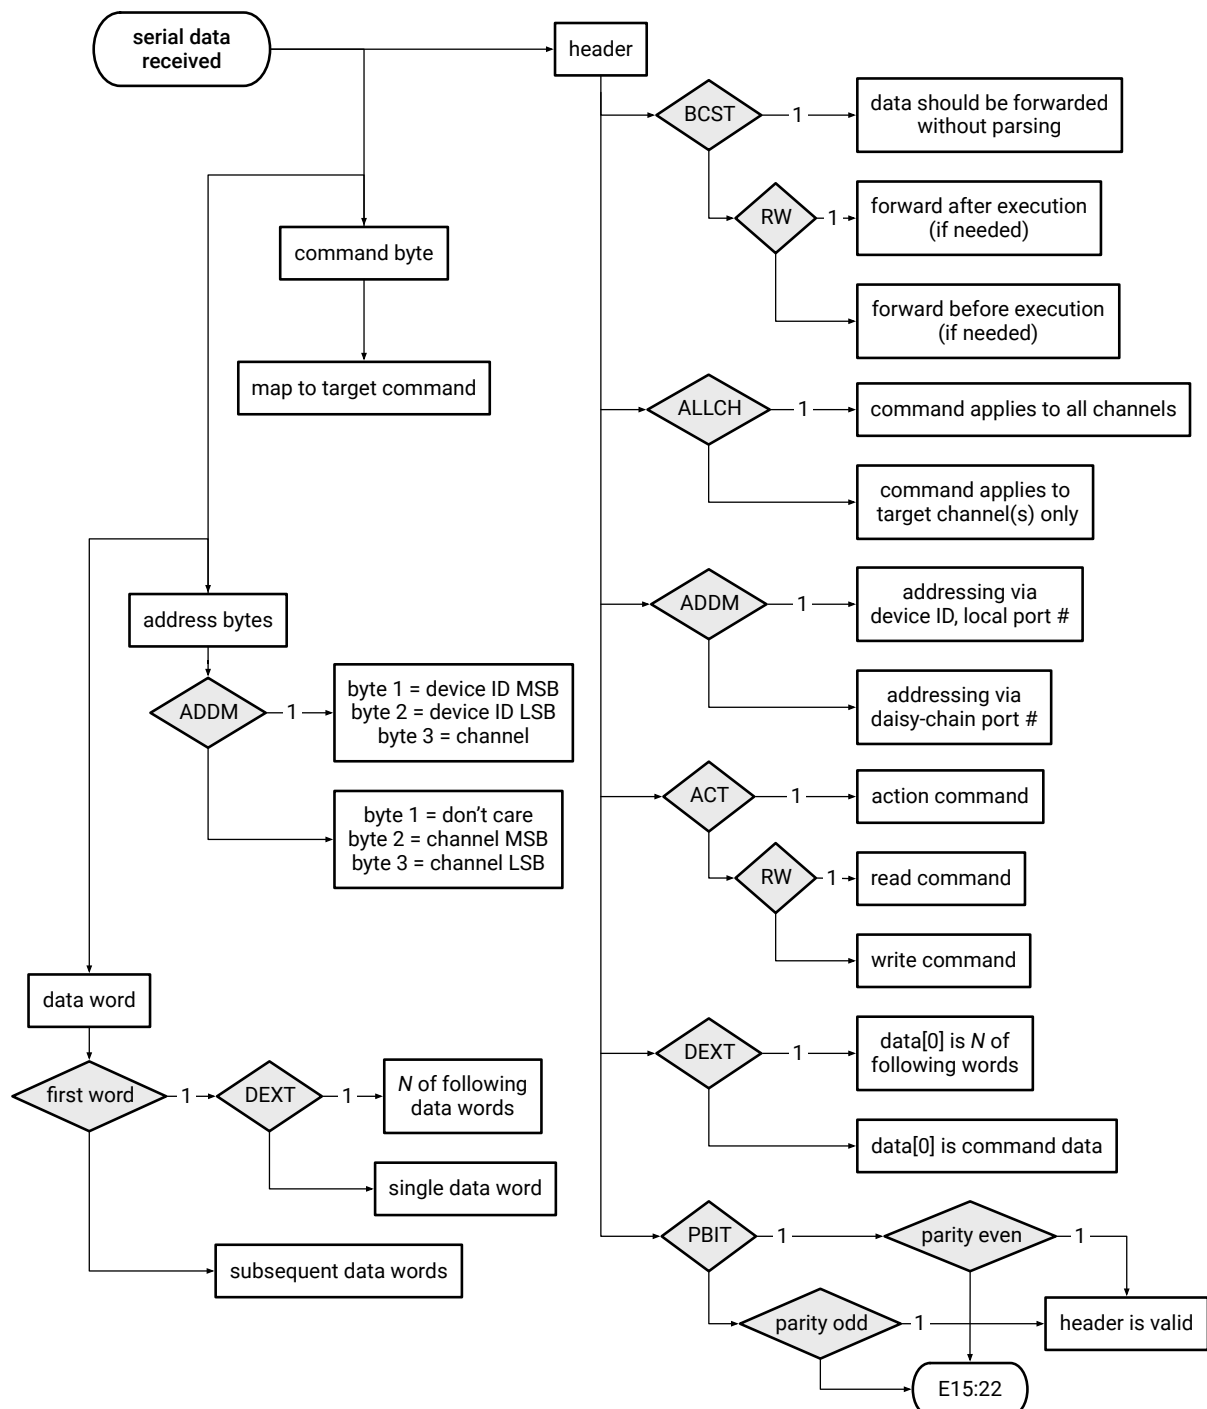 serial data
received
header
BCST
1
data should be forwarded
without parsing
RW
1
forward after execution
(if needed)
forward before execution
(if needed)
command byte
map to target command
ALLCH
1
command applies to all channels
command applies to
target channel(s) only
address bytes
ADDM
1
byte 1 = device ID MSB
byte 2 = device ID LSB
byte 3 = channel
byte 1 = don’t care
byte 2 = channel MSB
byte 3 = channel LSB
ADDM
1
addressing via
device ID, local port #
addressing via
daisy-chain port #
ACT
1
action command
RW
1
read command
write command
data word
first word
1
DEXT
1
N of following
data words
single data word
subsequent data words
DEXT
1
data[0] is N of
following words
data[0] is command data
PBIT
1
parity even
1
parity odd
1
header is valid
E15:22